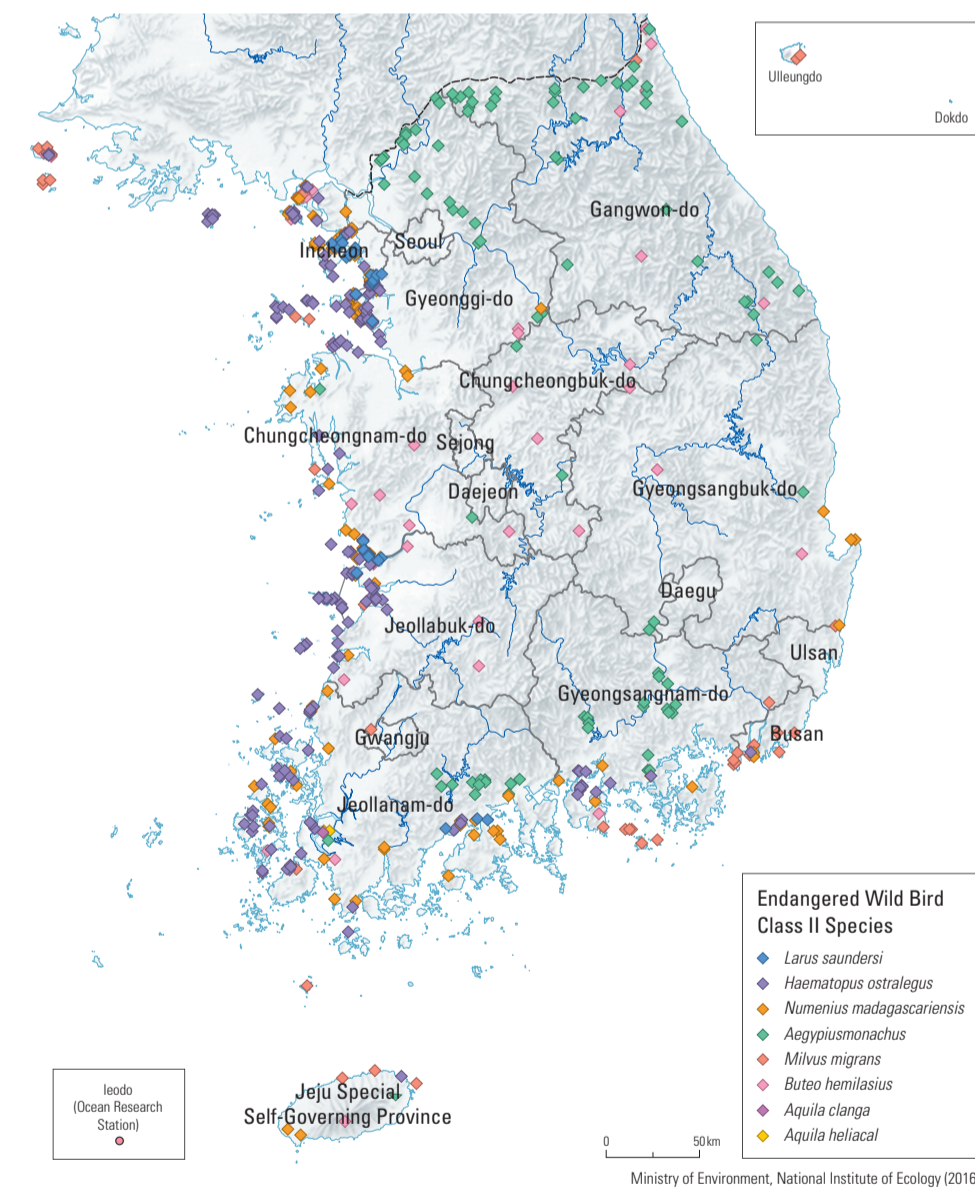 Ulleungdo
Dokdo
Gangwon-do
Incheon
Seoul
Gyeonggi-do
Chungcheongbuk-do
Chungcheongnam-do
Sejong
Daejeon
Gyeongsangbuk-do
Daegu
Jeollabuk-do
Ulsan
Gyeongsangnam-do
Gwangju
Busan
Jeollanam-do
Endangered Wild Bird
Class II Species
Larus saundersi
Haematopus ostralegus
Numenius madagascariensis
Aegypiusmonachus
Milvus migrans
Buteo hemilasius
Aquila clanga
Aquila heliacal
Ieodo
(Ocean Research
Station)
Jeju Special
Self-Governing Province
0 50 km
Ministry of Environment, National Institute of Ecology (2016